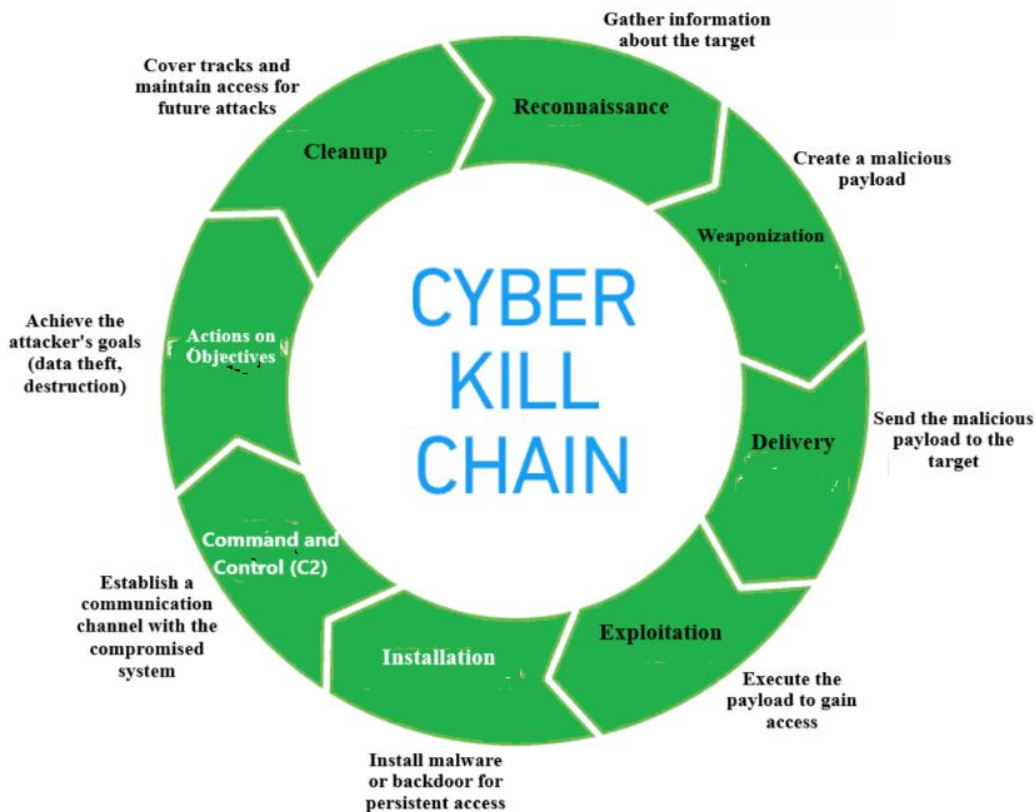 Gather information
about the target
Reconnaissance
Create a malicious
payload
Weaponization
Send the malicious
payload to the
target
Delivery
Execute the
payload to gain
access
Exploitation
Install malware
or backdoor for
persistent access
Installation
Establish a
communication
channel with the
compromised
system
Command and
Control (C2)
Achieve the
attacker's goals
(data theft,
destruction)
Actions on
Objectives
Cover tracks and
maintain access for
future attacks
Cleanup
CYBER
KILL
CHAIN